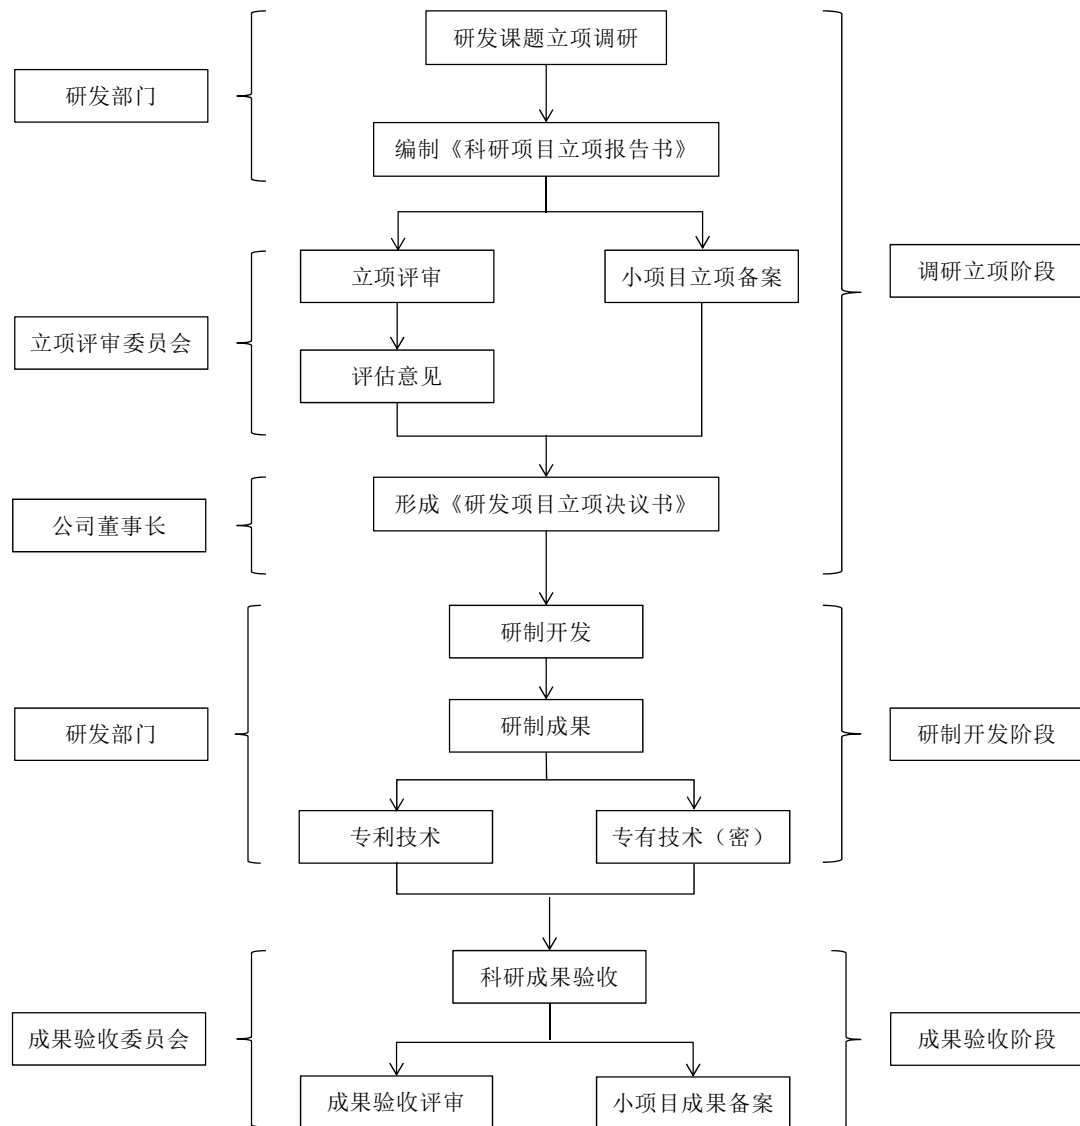 研发课题立项调研
研发部门
编制《科研项目立项报告书》
立项评审
小项目立项备案
调研立项阶段
立项评审委员会
评估意见
形成《研发项目立项决议书》
公司董事长
研制开发
研制成果
研发部门
研制开发阶段
专利技术
专有技术（密）
科研成果验收
成果验收委员会
成果验收阶段
成果验收评审
小项目成果备案